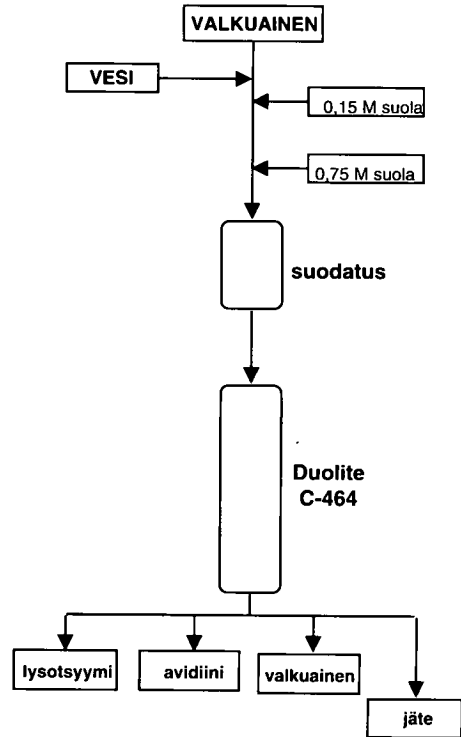 VALKUAINEN
VESI
0,15 M suola
0,75 M suola
suodatus
Duolite
C-464
lysotsyymi
avidiini
valkuainen
jäte